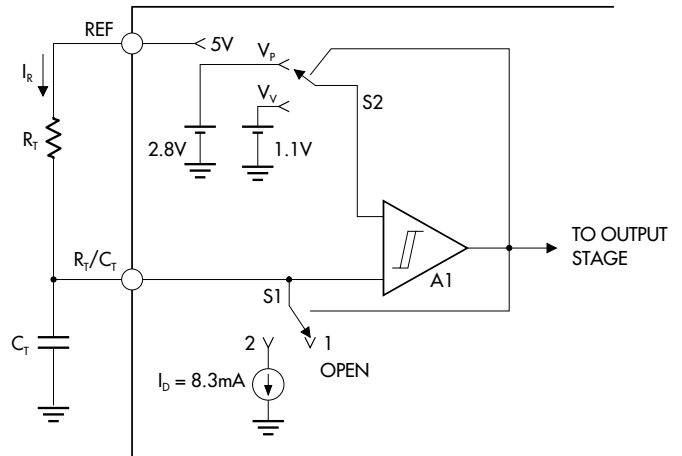 REF
5V
V_P
I_R
V_V
S2
R_T
2.8V
1.1V
TO OUTPUT
STAGE
R_T/C_T
A1
S1
C_T
2
1
OPEN
I_D = 8.3mA